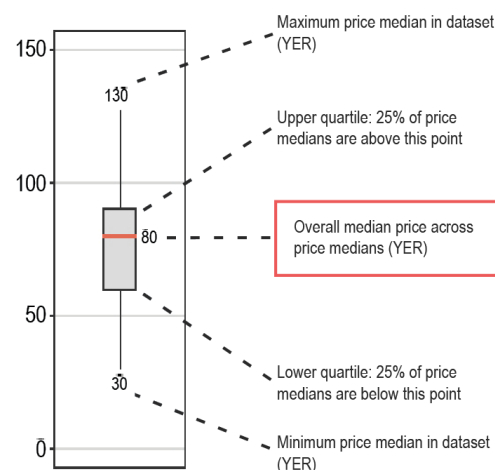 Maximum price median in dataset
(YER)
150
130
Upper quartile: 25% of price
medians are above this point
00
Overall median price across
price medians (YER)
80
50
Lower quartile: 25% of price
medians are below this point
30
0
Minimum price median in dataset
(YER)